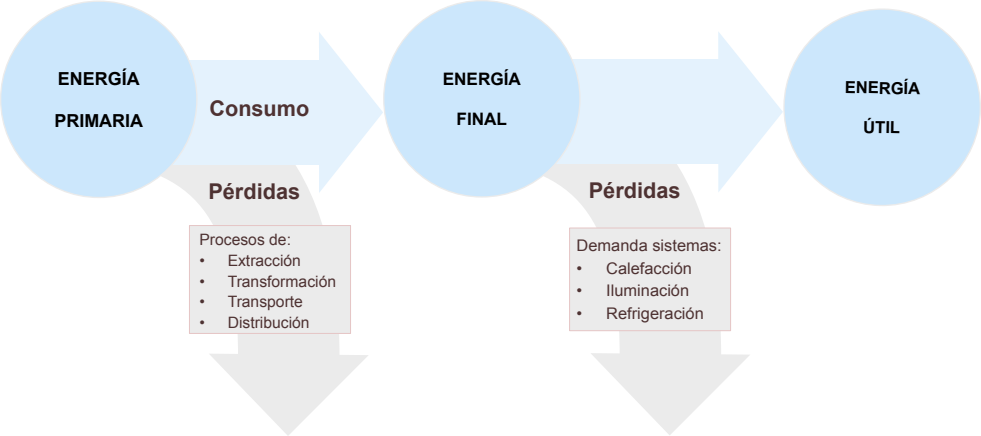 ENERGÍA
PRIMARIA
Consumo
Pérdidas
Procesos de:
• Extracción
• Transformación
• Transporte
• Distribución
ENERGÍA
FINAL
Pérdidas
Demanda sistemas:
• Calefacción
• Iluminación
• Refrigeración
ENERGÍA
ÚTIL